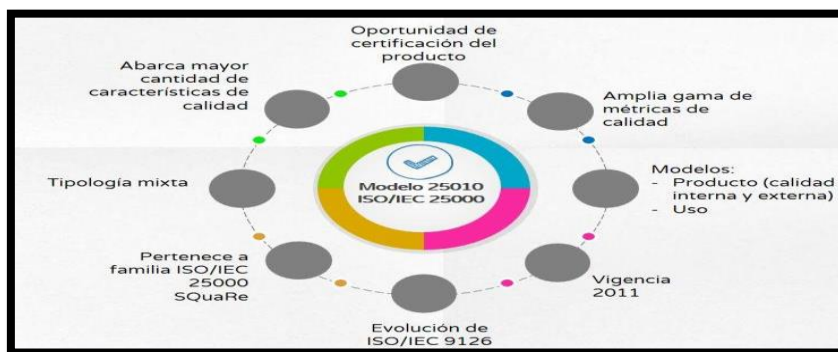 Oportunidad de
certificación del
producto
Abarca mayor
cantidad de
características de
calidad
Amplia gama de
métricas de
calidad
Tipología mixta
Modelo 25010
ISO/IEC 25000
Modelos:
- Producto (calidad
interna y externa)
- Uso
Pertenece a
familia ISO/IEC
25000
SQuaRe
Vigencia
2011
Evolución de
ISO/IEC 9126